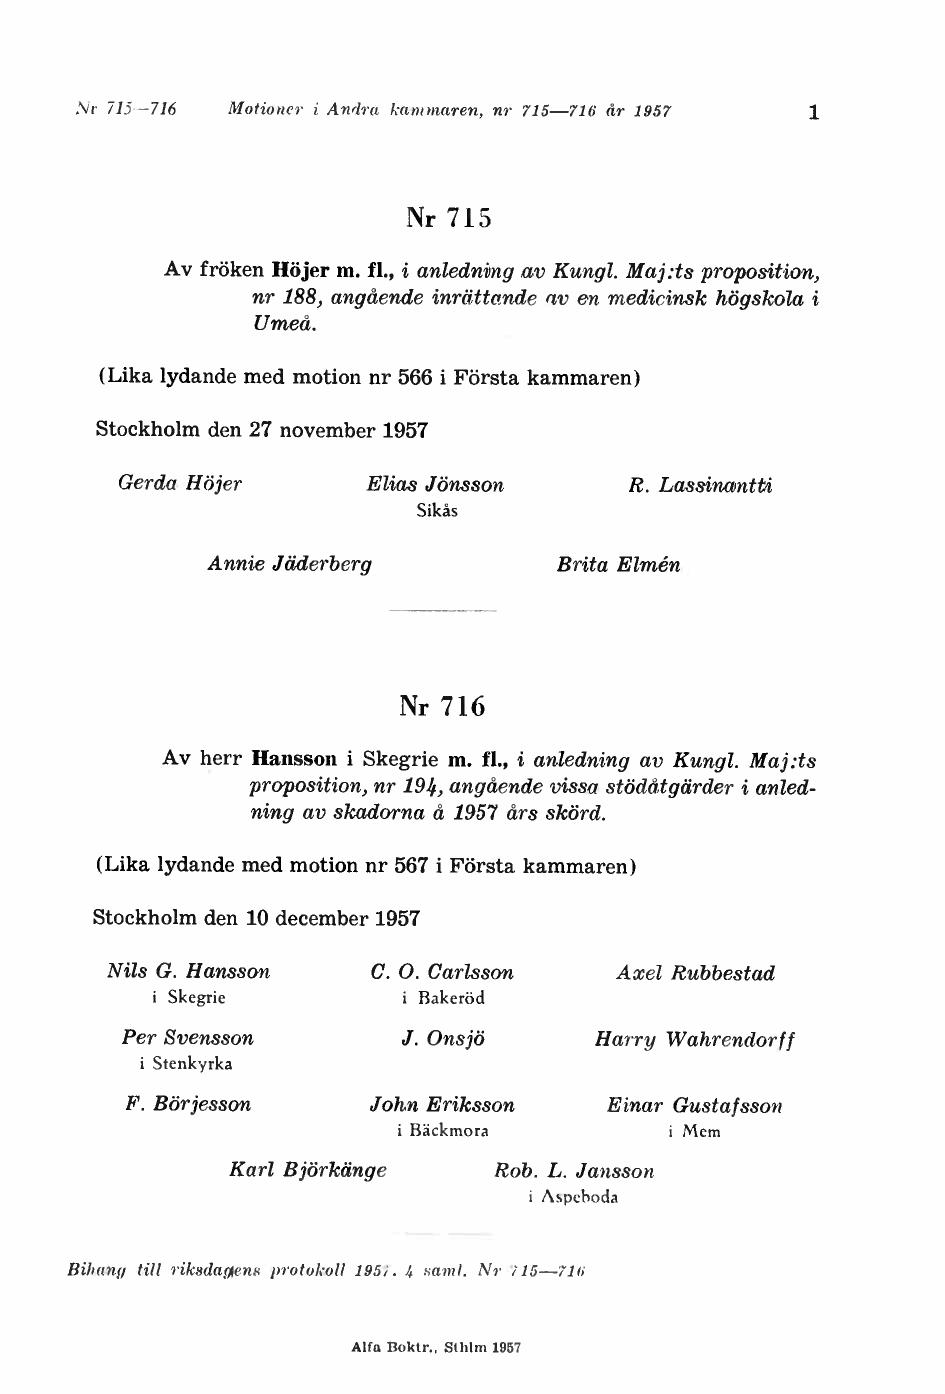 Nr 715—716 Motioner i Andra kammaren, nr 715—716 år 1957 1
Nr 715
Av fröken Höjer m. fl., i anledning av Kungl. Maj:ts proposition,
nr 188, angående inrättande av en medicinsk högskola i
Umeå.
(Lika lydande med motion nr 566 i Första kammaren)
Stockholm den 27 november 1957
Gerda Höjer Elias Jönsson R. Lassinantti
Sikås
Annie Jäderberg Brita Elmén
Nr 716
Av herr Hansson i Skegrie m. fl., i anledning av Kungl. Maj:ts
proposition, nr 194, angående vissa stödåtgärder i anled-
ning av skadorna å 1957 års skörd.
(Lika lydande med motion nr 567 i Första kammaren)
Stockholm den 10 december 1957
Nils G. Hansson C. O. Carlsson Axel Rubbestad
i Skegrie i Bakeröd
Per Svensson J. Onsjö Harry Wahrendorff
i Stenkyrka
F. Börjesson John Eriksson Einar Gustafsson
i Bäckmora i Mem
Karl Björkänge Rob. L. Jansson
i Aspeboda
Bihang till riksdagens protokoll 1957. 4 saml. Nr 715—716
Alfa Boktr., Sthlm 1957